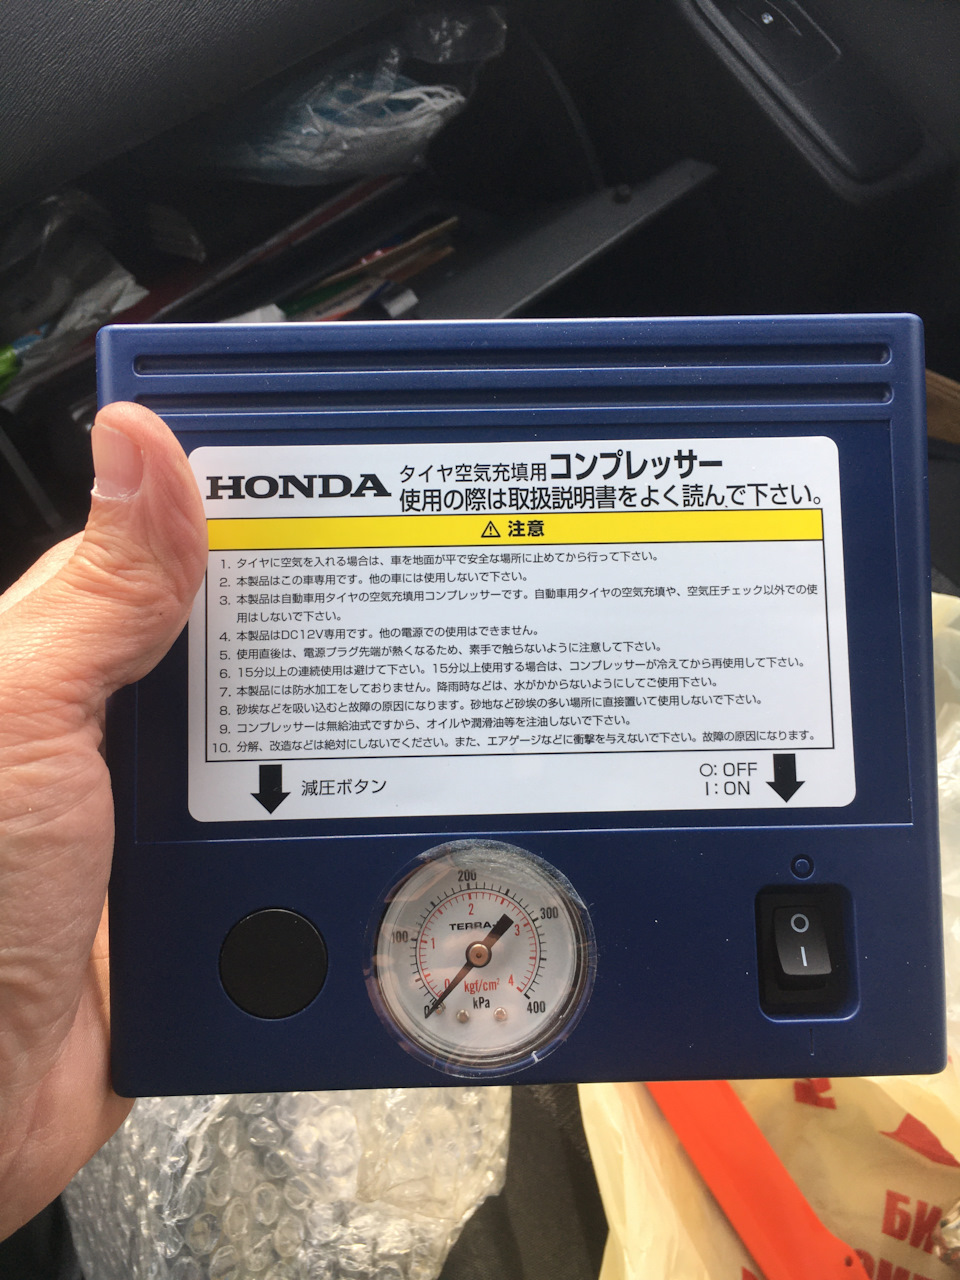 HONDA タイヤ空気充填用コンプレッサー
使用の際は取扱説明書をよく読んで下さい。
⚠ 注意
1. タイヤに空気を入れる場合は、車を地面が平で安全な場所に止めてから行って下さい。
2. 本製品はこの車専用です。他の車には使用しないで下さい。
3. 本製品は自動車用タイヤの空気充填用コンプレッサーです。自動車用タイヤの空気充填や、空気圧チェック以外での使
用はしないで下さい。
4. 本製品はDC12V専用です。他の電源での使用はできません。
5. 使用直後は、電源プラグ先端が熱くなるため、素手で触らないように注意して下さい。
6. 15分以上の連続使用は避けて下さい。15分以上使用する場合は、コンプレッサーが冷えてから再使用して下さい。
7. 本製品には防水加工をしておりません。降雨時などは、水がかからないようにしてご使用下さい。
8. 砂埃などを吸い込むと故障の原因になります。砂地など砂埃の多い場所に直接置いて使用しないで下さい。
9. コンプレッサーは無給油式ですから、オイルや潤滑油等を注油しないで下さい。
10. 分解、改造などは絶対にしないでください。また、エアゲージなどに衝撃を与えないで下さい。故障の原因になります。
減圧ボタン
O: OFF
I: ON
200
2
300
TERRA
3
100
1
0
kgf/cm² 4
0
kPa
400
O
I
БИ